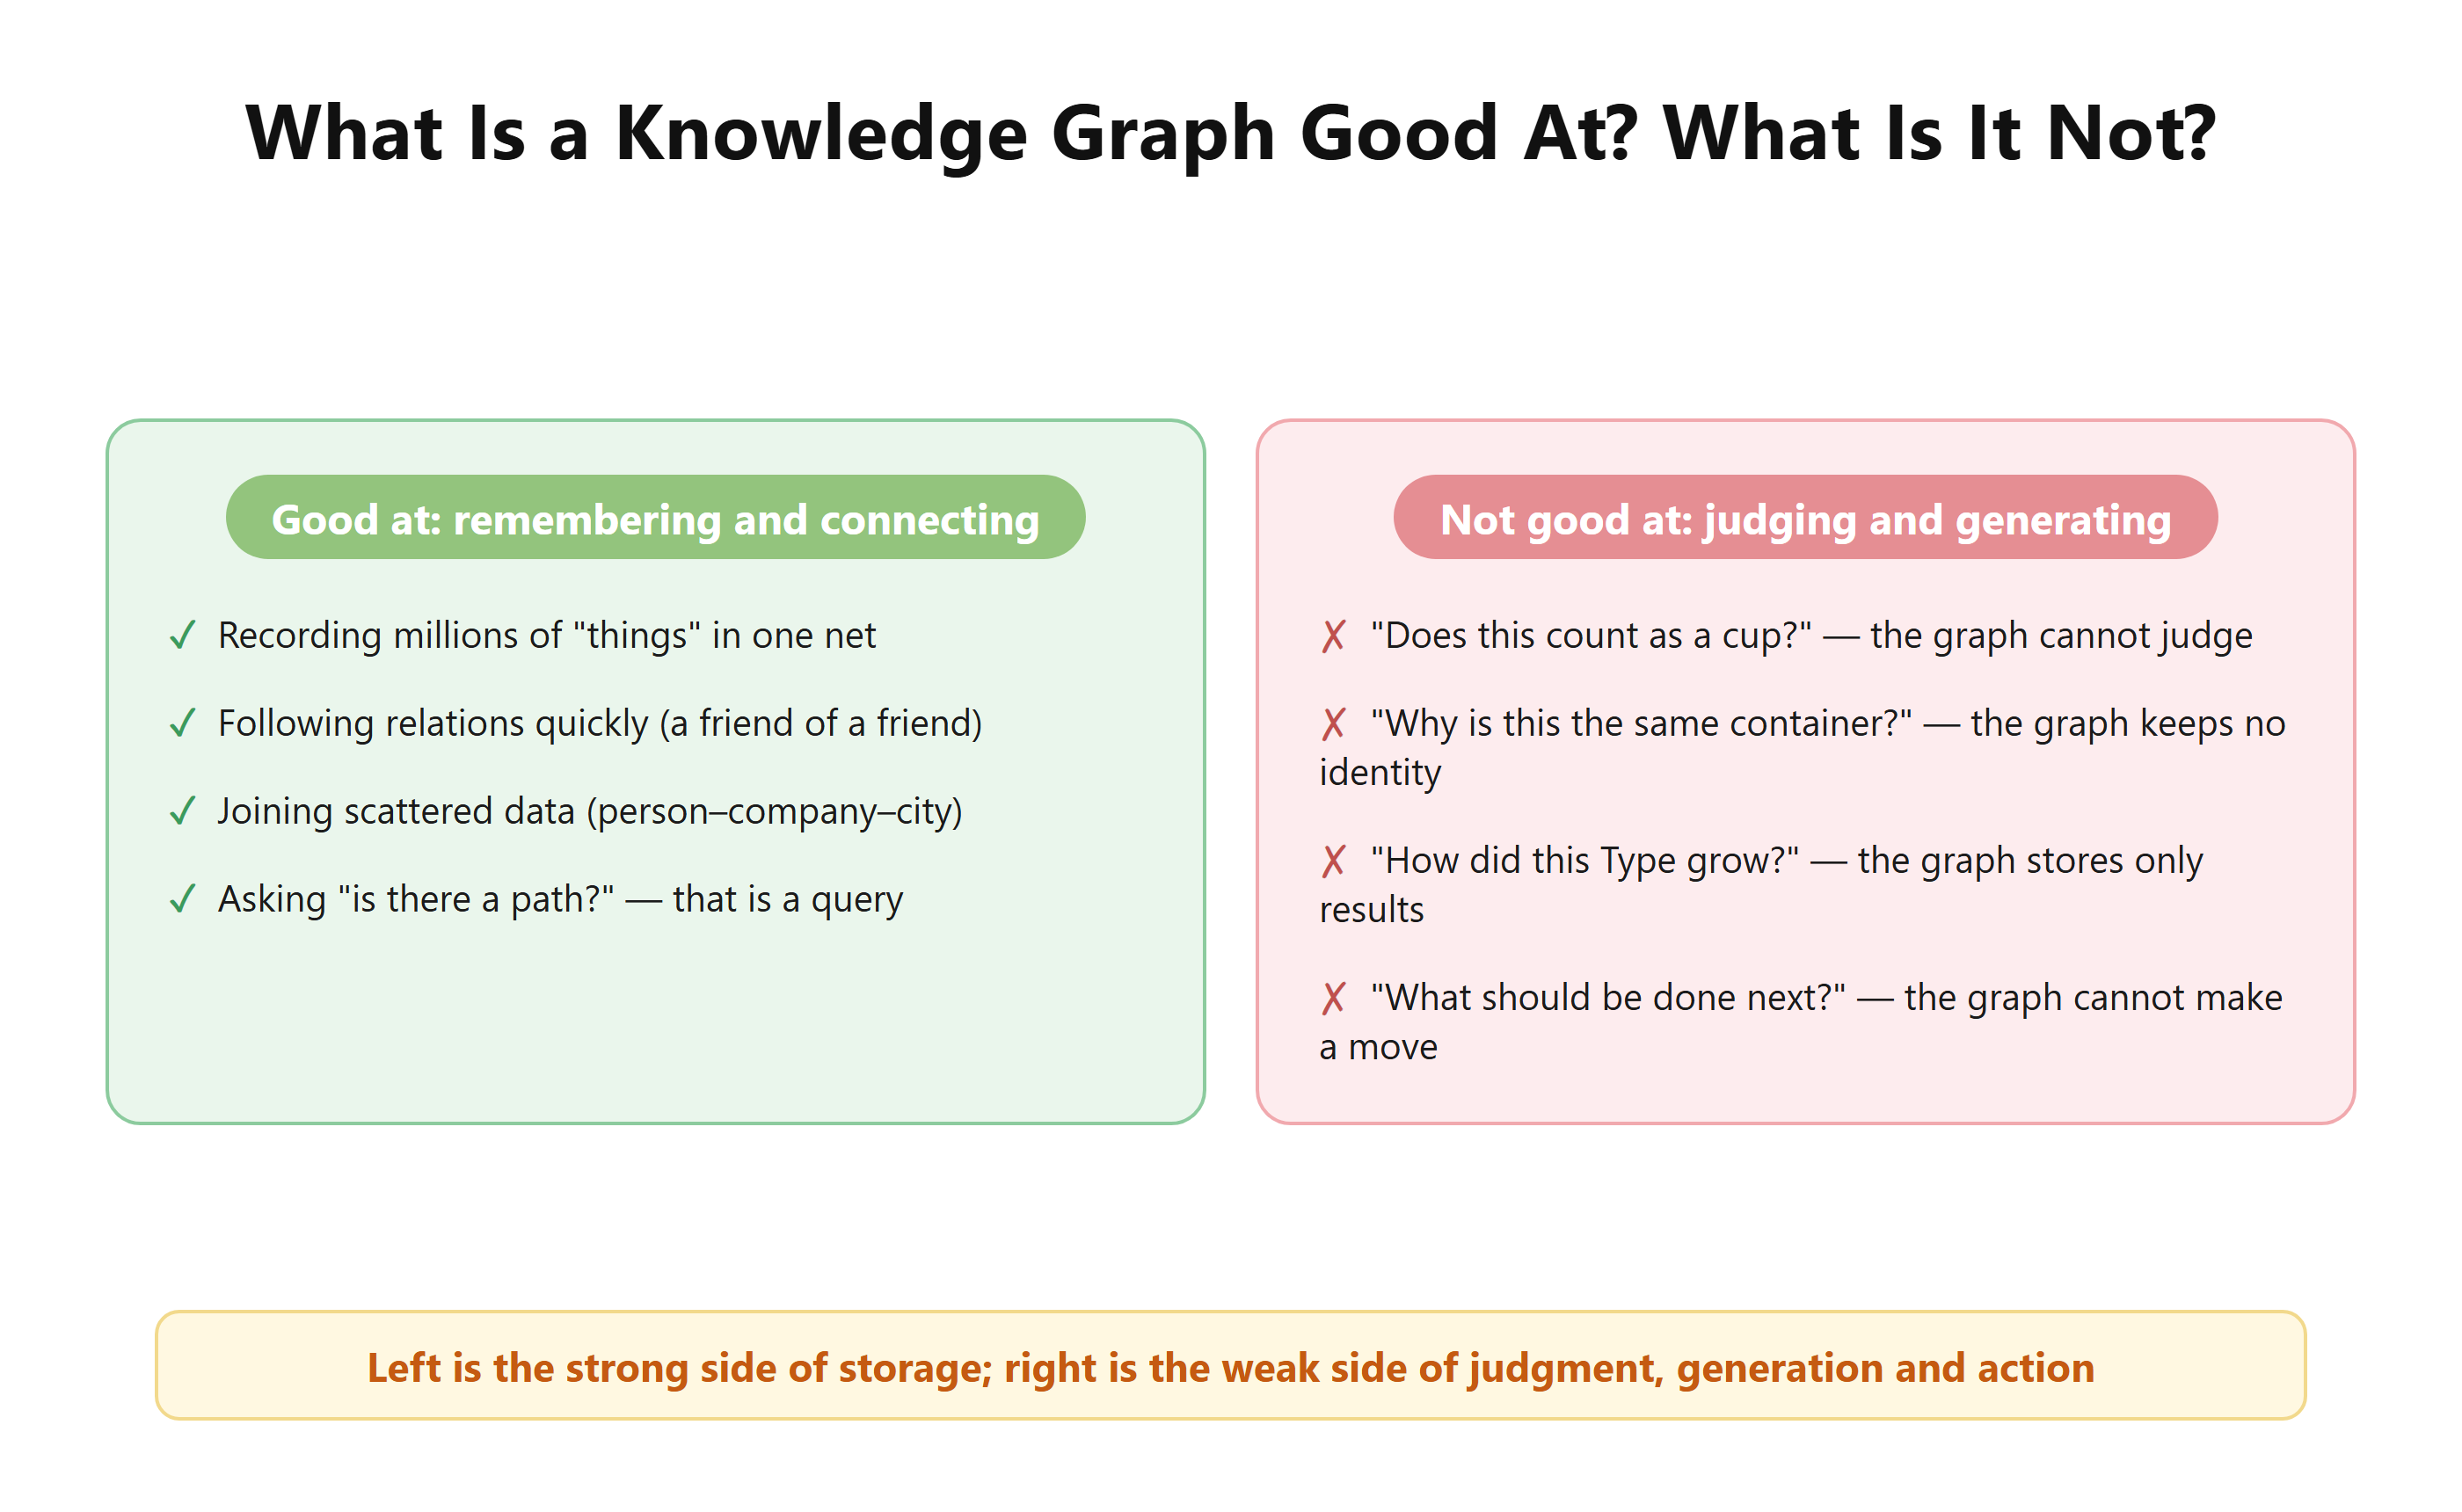 What Is a Knowledge Graph Good At? What Is It Not?
Good at: remembering and connecting
✓ Recording millions of "things" in one net
✓ Following relations quickly (a friend of a friend)
✓ Joining scattered data (person–company–city)
✓ Asking "is there a path?" — that is a query
Not good at: judging and generating
✗ "Does this count as a cup?" — the graph cannot judge
✗ "Why is this the same container?" — the graph keeps no
identity
✗ "How did this Type grow?" — the graph stores only
results
✗ "What should be done next?" — the graph cannot make
a move
Left is the strong side of storage; right is the weak side of judgment, generation and action